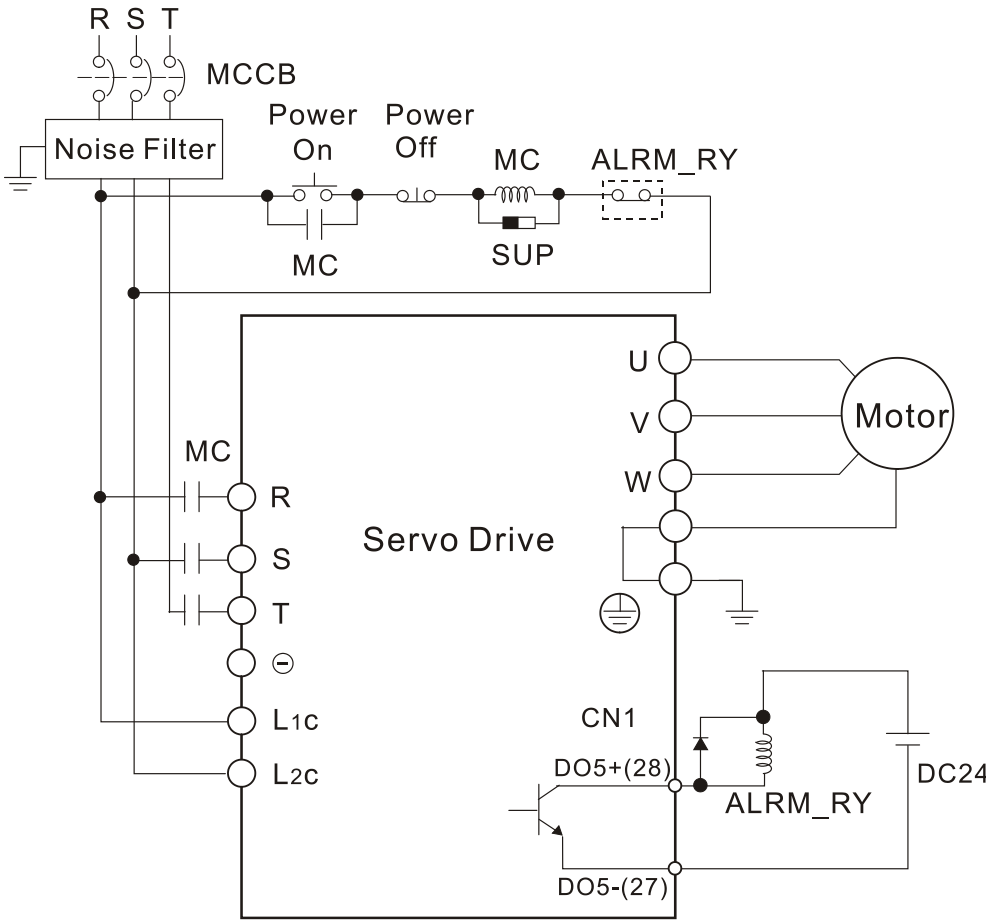 R S T
MCCB
Noise Filter
Power
On
Power
Off
MC
ALRM_RY
MC
SUP
U
V
W
Motor
MC
R
S
T
Servo Drive
⊖
L1c
L2c
CN1
DO5+(28)
DO5-(27)
ALRM_RY
DC24